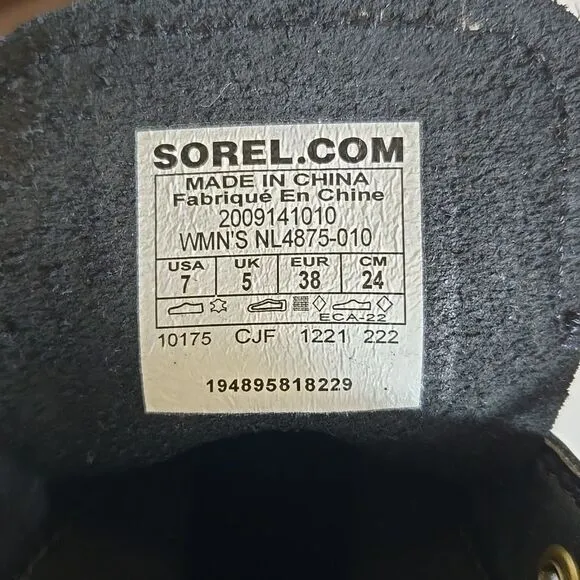 SOREL.COM
MADE IN CHINA
Fabriqué En Chine
2009141010
WMN'S NL4875-010
USA UK EUR CM
7 5 38 24
ECA-22
10175 CJF 1221 222
194895818229